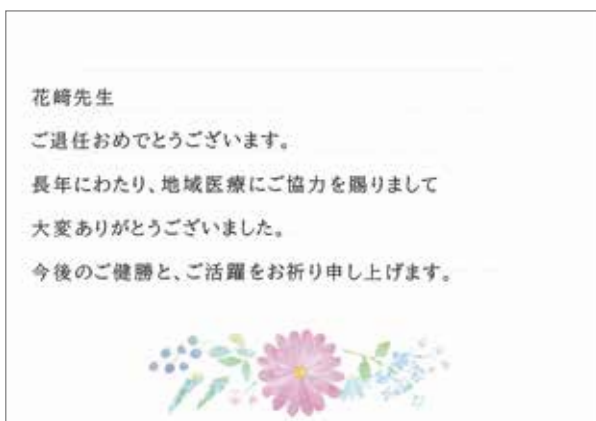 花﨑先生
ご退任おめでとうございます。
長年にわたり、地域医療にご協力を賜りまして
大変ありがとうございました。
今後のご健勝と、ご活躍をお祈り申し上げます。